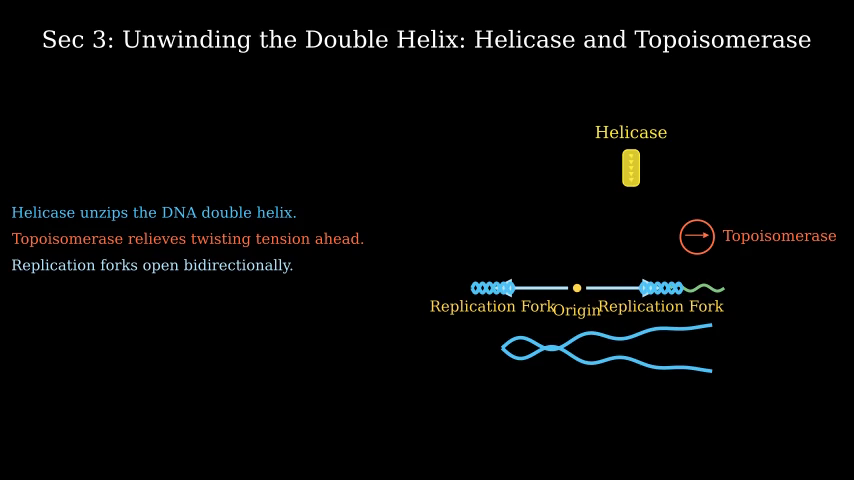 Sec 3: Unwinding the Double Helix: Helicase and Topoisomerase
Helicase
Helicase unzips the DNA double helix.
Topoisomerase relieves twisting tension ahead.
Topoisomerase
Replication forks open bidirectionally.
Replication Fork
Origin
Replication Fork